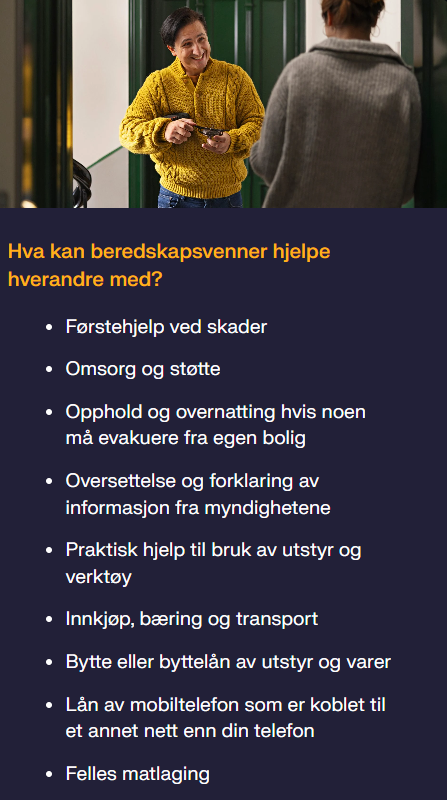 Hva kan beredskapsvenner hjelpe
hverandre med?
• Førstehjelp ved skader
• Omsorg og støtte
• Opphold og overnatting hvis noen
må evakuere fra egen bolig
• Oversettelse og forklaring av
informasjon fra myndighetene
• Praktisk hjelp til bruk av utstyr og
verktøy
• Innkjøp, bæring og transport
• Bytte eller byttelån av utstyr og varer
• Lån av mobiltelefon som er koblet til
et annet nett enn din telefon
• Felles matlaging